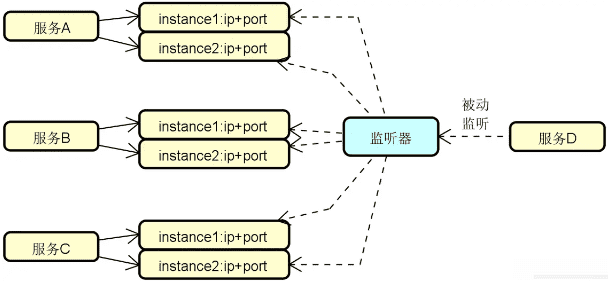 服务A
instance1:ip+port
instance2:ip+port
服务B
instance1:ip+port
instance2:ip+port
监听器
被动
监听
服务D
服务C
instance1:ip+port
instance2:ip+port